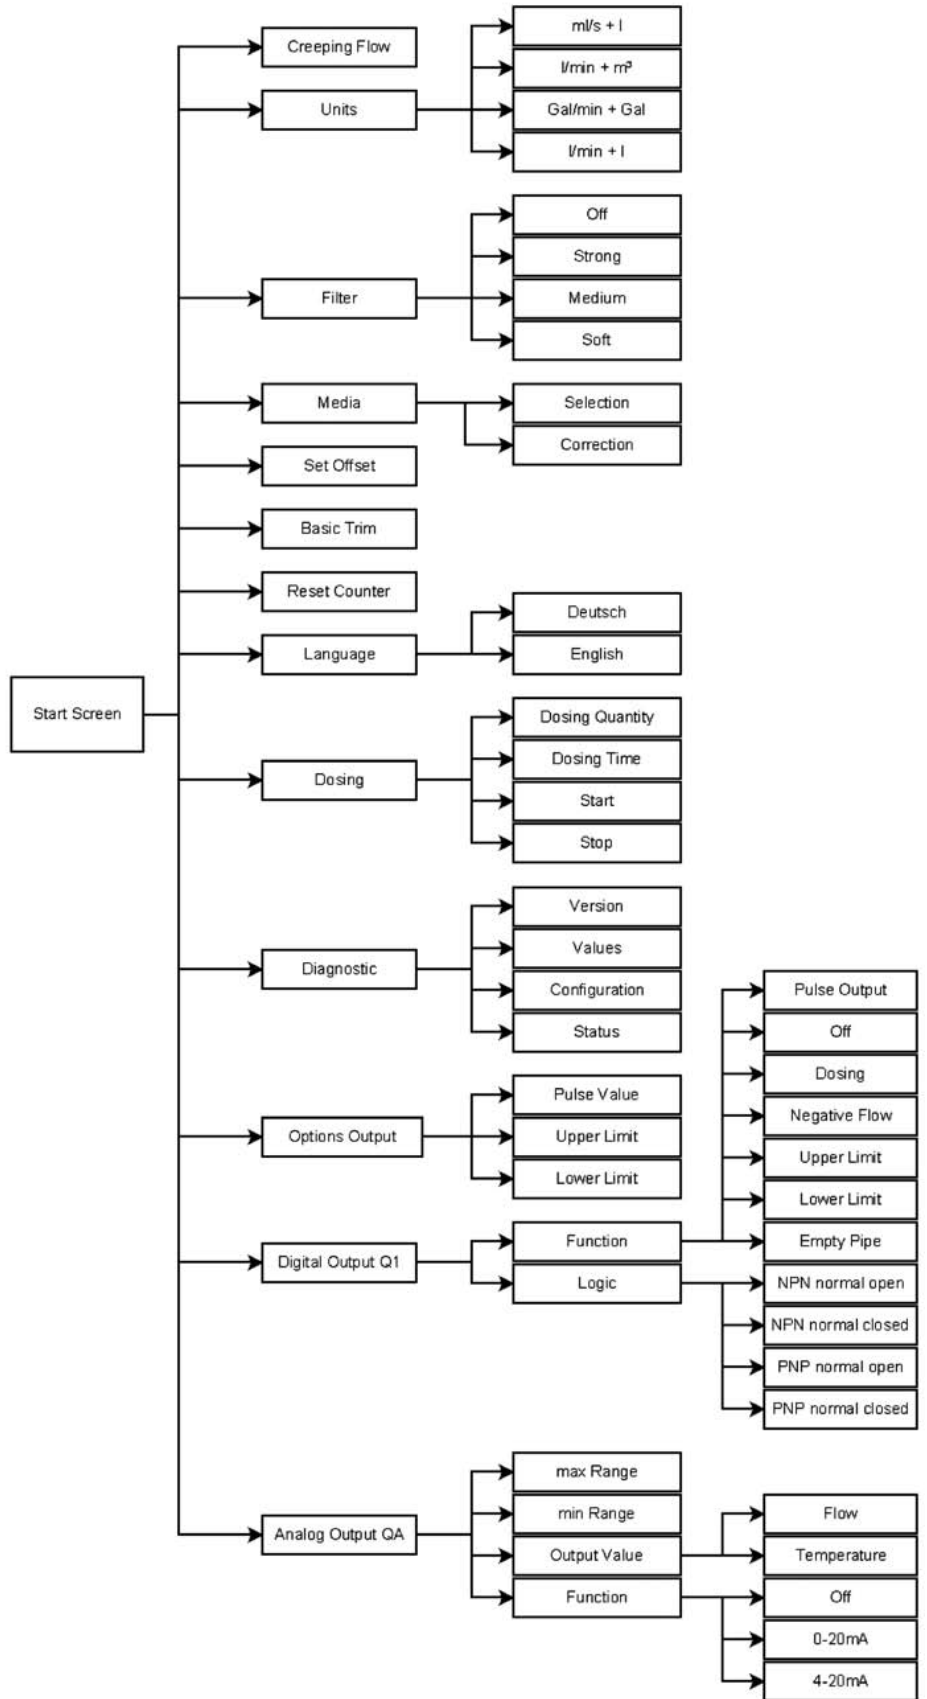 Start Screen
Creeping Flow
Units
ml/s + l
l/min + m³
Gal/min + Gal
l/min + l
Filter
Off
Strong
Medium
Soft
Media
Selection
Correction
Set Offset
Basic Trim
Reset Counter
Language
Deutsch
English
Dosing
Dosing Quantity
Dosing Time
Start
Stop
Diagnostic
Version
Values
Configuration
Status
Options Output
Pulse Value
Upper Limit
Lower Limit
Digital Output Q1
Function
Pulse Output
Off
Dosing
Negative Flow
Upper Limit
Lower Limit
Empty Pipe
Logic
NPN normal open
NPN normal closed
PNP normal open
PNP normal closed
Analog Output QA
max Range
min Range
Output Value
Flow
Temperature
Function
Off
0-20mA
4-20mA